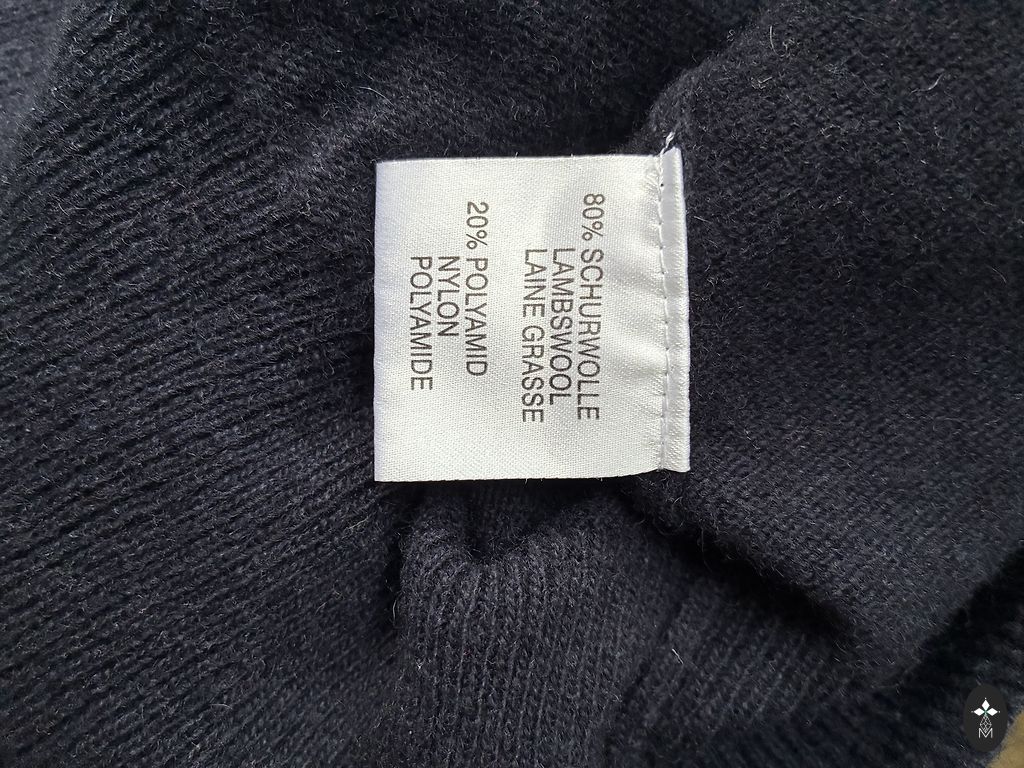 80% SCHURWOLLE
LAMBSWOOL
LAINE GRASSE
20% POLYAMID
NYLON
POLYAMIDE
M